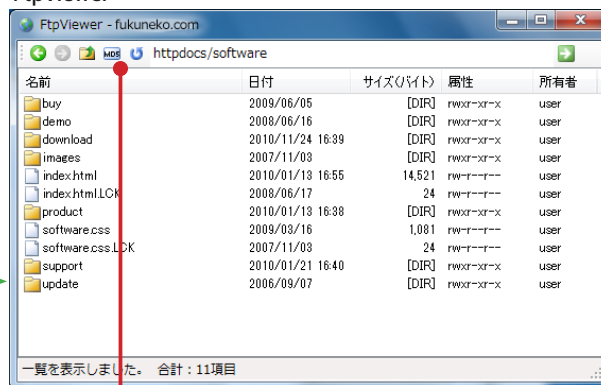 FtpViewer
FtpViewer - fukuneko.com
MDS httpdocs/software
名前 日付 サイズ(バイト) 属性 所有者
buy 2009/06/05 [DIR] rwxr-xr-x user
demo 2008/06/16 [DIR] rwxr-xr-x user
download 2010/11/24 16:39 [DIR] rwxr-xr-x user
images 2007/11/03 [DIR] rwxr-xr-x user
index.html 2010/01/13 16:55 14,521 rw-r--r-- user
index.html.LCK 2008/06/17 24 rw-r--r-- user
product 2010/01/13 16:38 [DIR] rwxr-xr-x user
software.css 2009/03/16 1,081 rw-r--r-- user
software.css.LCK 2007/11/03 24 rw-r--r-- user
support 2010/01/21 16:40 [DIR] rwxr-xr-x user
update 2006/09/07 [DIR] rwxr-xr-x user
一覧を表示しました。 合計：11項目